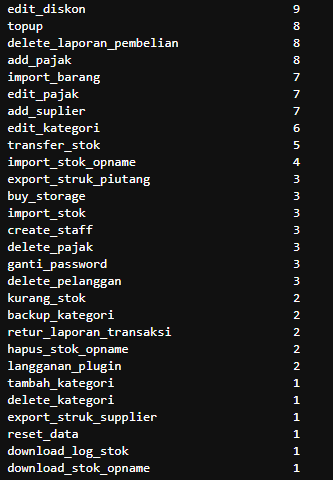 edit_diskon 9
topup 8
delete_laporan_pembelian 8
add_pajak 8
import_barang 7
edit_pajak 7
add_suplier 7
edit_kategori 6
transfer_stok 5
import_stok_opname 4
export_struk_piutang 3
buy_storage 3
import_stok 3
create_staff 3
delete_pajak 3
ganti_password 3
delete_pelanggan 3
kurang_stok 2
backup_kategori 2
retur_laporan_transaksi 2
hapus_stok_opname 2
langganan_plugin 2
tambah_kategori 1
delete_kategori 1
export_struk_supplier 1
reset_data 1
download_log_stok 1
download_stok_opname 1